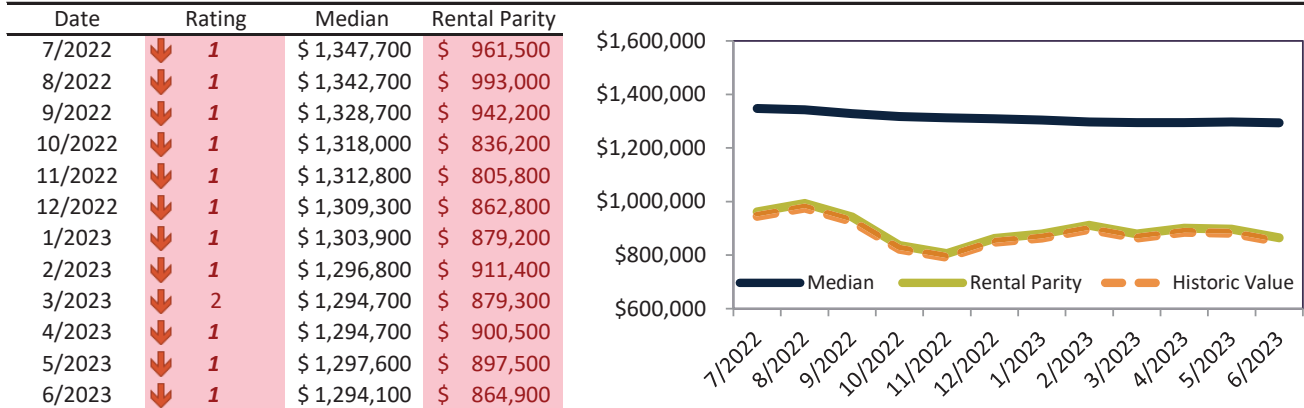 Date Rating Median Rental Parity
7/2022 1 $ 1,347,700 $ 961,500
8/2022 1 $ 1,342,700 $ 993,000
9/2022 1 $ 1,328,700 $ 942,200
10/2022 1 $ 1,318,000 $ 836,200
11/2022 1 $ 1,312,800 $ 805,800
12/2022 1 $ 1,309,300 $ 862,800
1/2023 1 $ 1,303,900 $ 879,200
2/2023 1 $ 1,296,800 $ 911,400
3/2023 2 $ 1,294,700 $ 879,300
4/2023 1 $ 1,294,700 $ 900,500
5/2023 1 $ 1,297,600 $ 897,500
6/2023 1 $ 1,294,100 $ 864,900
$1,600,000
$1,400,000
$1,200,000
$1,000,000
$800,000
$600,000
Median Rental Parity Historic Value
7/2022 8/2022 9/2022 10/2022 11/2022 12/2022 1/2023 2/2023 3/2023 4/2023 5/2023 6/2023